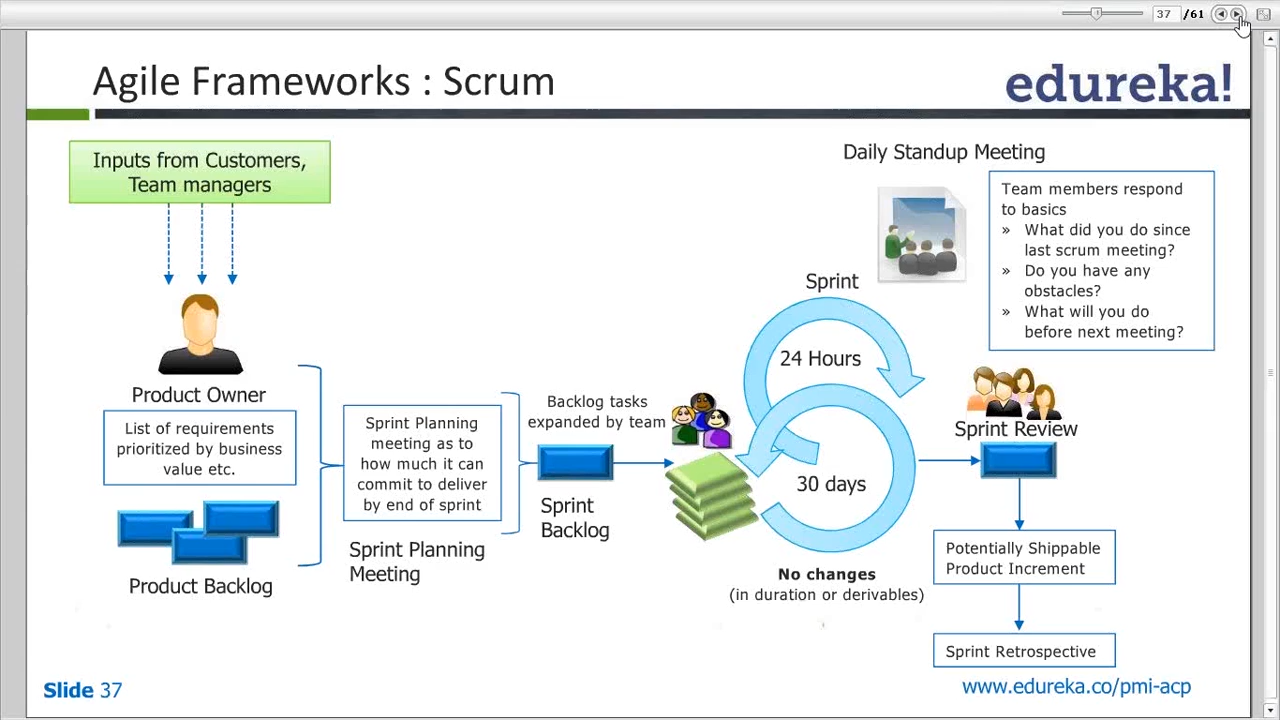 37 /61
Agile Frameworks : Scrum
edureka!
Inputs from Customers,
Team managers
Product Owner
List of requirements
prioritized by business
value etc.
Product Backlog
Sprint Planning
meeting as to
how much it can
commit to deliver
by end of sprint
Sprint Planning
Meeting
Backlog tasks
expanded by team
Sprint
Backlog
Sprint
24 Hours
30 days
No changes
(in duration or derivables)
Daily Standup Meeting
Team members respond
to basics
» What did you do since
last scrum meeting?
» Do you have any
obstacles?
» What will you do
before next meeting?
Sprint Review
Potentially Shippable
Product Increment
Sprint Retrospective
Slide 37
www.edureka.co/pmi-acp